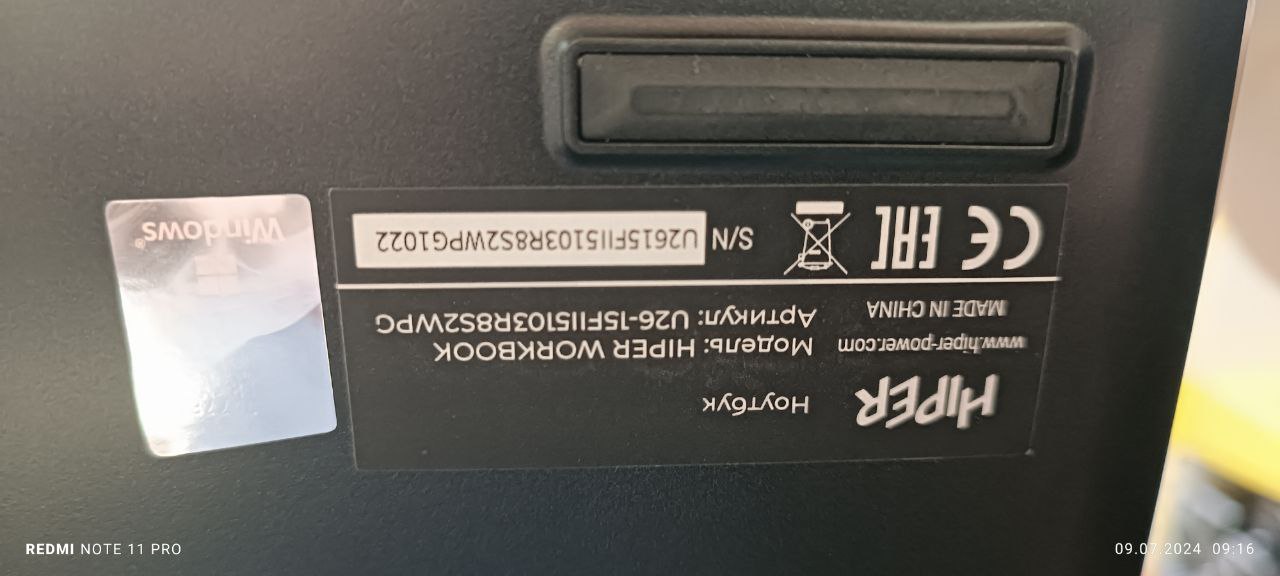 HIPER
Ноутбук
www.hiper-power.com
Модель: HIPER WORKBOOK
MADE IN CHINA
Артикул: U26-15FII5103R8S2WPG
CE EAC
S/N U2615FII5103R8S2WPG1022
Windows®
REDMI NOTE 11 PRO
09.07.2024 09:16